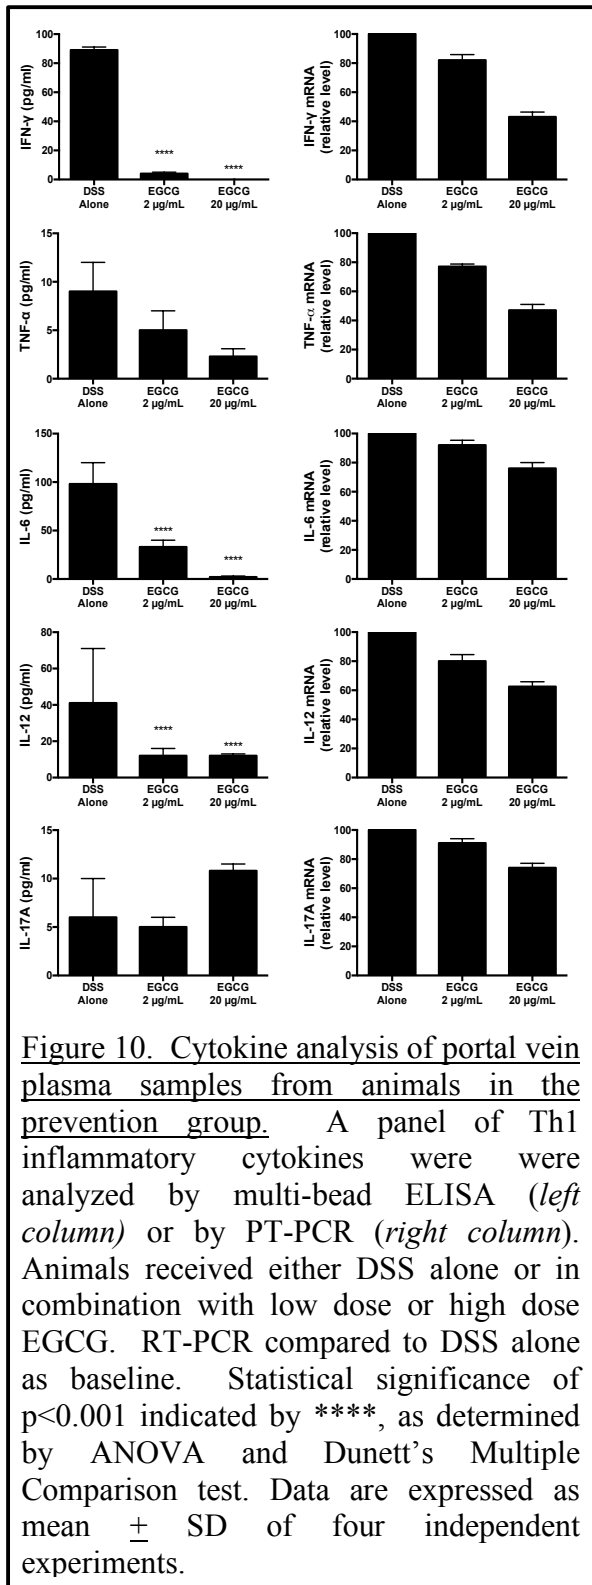 IFN-γ (pg/ml)
100
80
60
40
20
0
****
****
DSS Alone
EGCG 2 µg/mL
EGCG 20 µg/mL
IFN-γ mRNA (relative level)
100
80
60
40
20
0
DSS Alone
EGCG 2 µg/mL
EGCG 20 µg/mL
TNF-α (pg/ml)
15
10
5
0
DSS Alone
EGCG 2 µg/mL
EGCG 20 µg/mL
TNF-α mRNA (relative level)
100
80
60
40
20
0
DSS Alone
EGCG 2 µg/mL
EGCG 20 µg/mL
IL-6 (pg/ml)
150
100
50
0
****
****
DSS Alone
EGCG 2 µg/mL
EGCG 20 µg/mL
IL-6 mRNA (relative level)
100
80
60
40
20
0
DSS Alone
EGCG 2 µg/mL
EGCG 20 µg/mL
IL-12 (pg/ml)
80
60
40
20
0
****
****
DSS Alone
EGCG 2 µg/mL
EGCG 20 µg/mL
IL-12 mRNA (relative level)
100
80
60
40
20
0
DSS Alone
EGCG 2 µg/mL
EGCG 20 µg/mL
IL-17A (pg/ml)
15
10
5
0
DSS Alone
EGCG 2 µg/mL
EGCG 20 µg/mL
IL-17A mRNA (relative level)
100
80
60
40
20
0
DSS Alone
EGCG 2 µg/mL
EGCG 20 µg/mL
Figure 10. Cytokine analysis of portal vein
plasma samples from animals in the
prevention group. A panel of Th1
inflammatory cytokines were were
analyzed by multi-bead ELISA (left
column) or by PT-PCR (right column).
Animals received either DSS alone or in
combination with low dose or high dose
EGCG. RT-PCR compared to DSS alone
as baseline. Statistical significance of
p<0.001 indicated by ****, as determined
by ANOVA and Dunett's Multiple
Comparison test. Data are expressed as
mean ± SD of four independent
experiments.